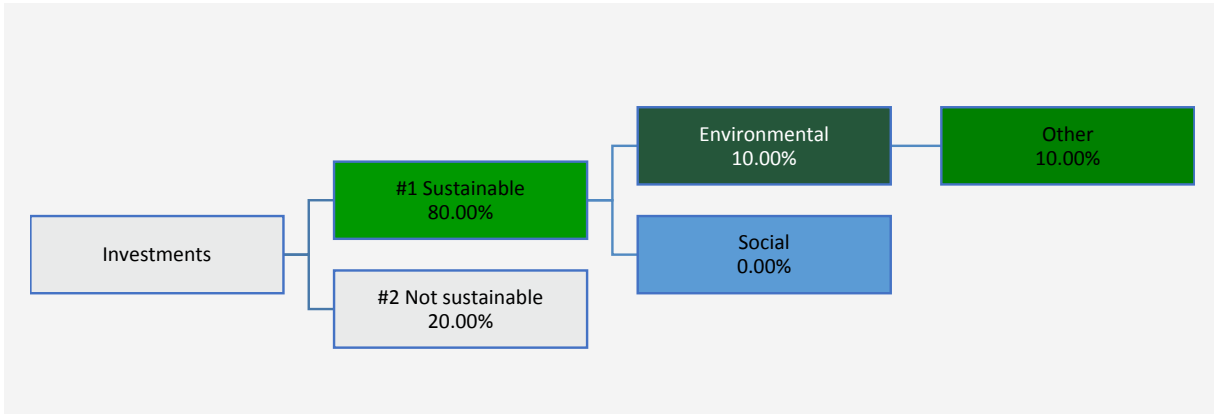 Investments
#1 Sustainable
80.00%
#2 Not sustainable
20.00%
Environmental
10.00%
Social
0.00%
Other
10.00%